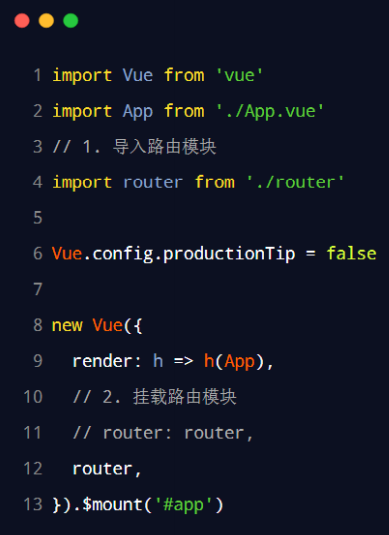 1 import Vue from 'vue'
2 import App from './App.vue'
3 // 1. 导入路由模块
4 import router from './router'
5
6 Vue.config.productionTip = false
7
8 new Vue({
9   render: h => h(App),
10   // 2. 挂载路由模块
11   // router: router,
12   router,
13 }).$mount('#app')